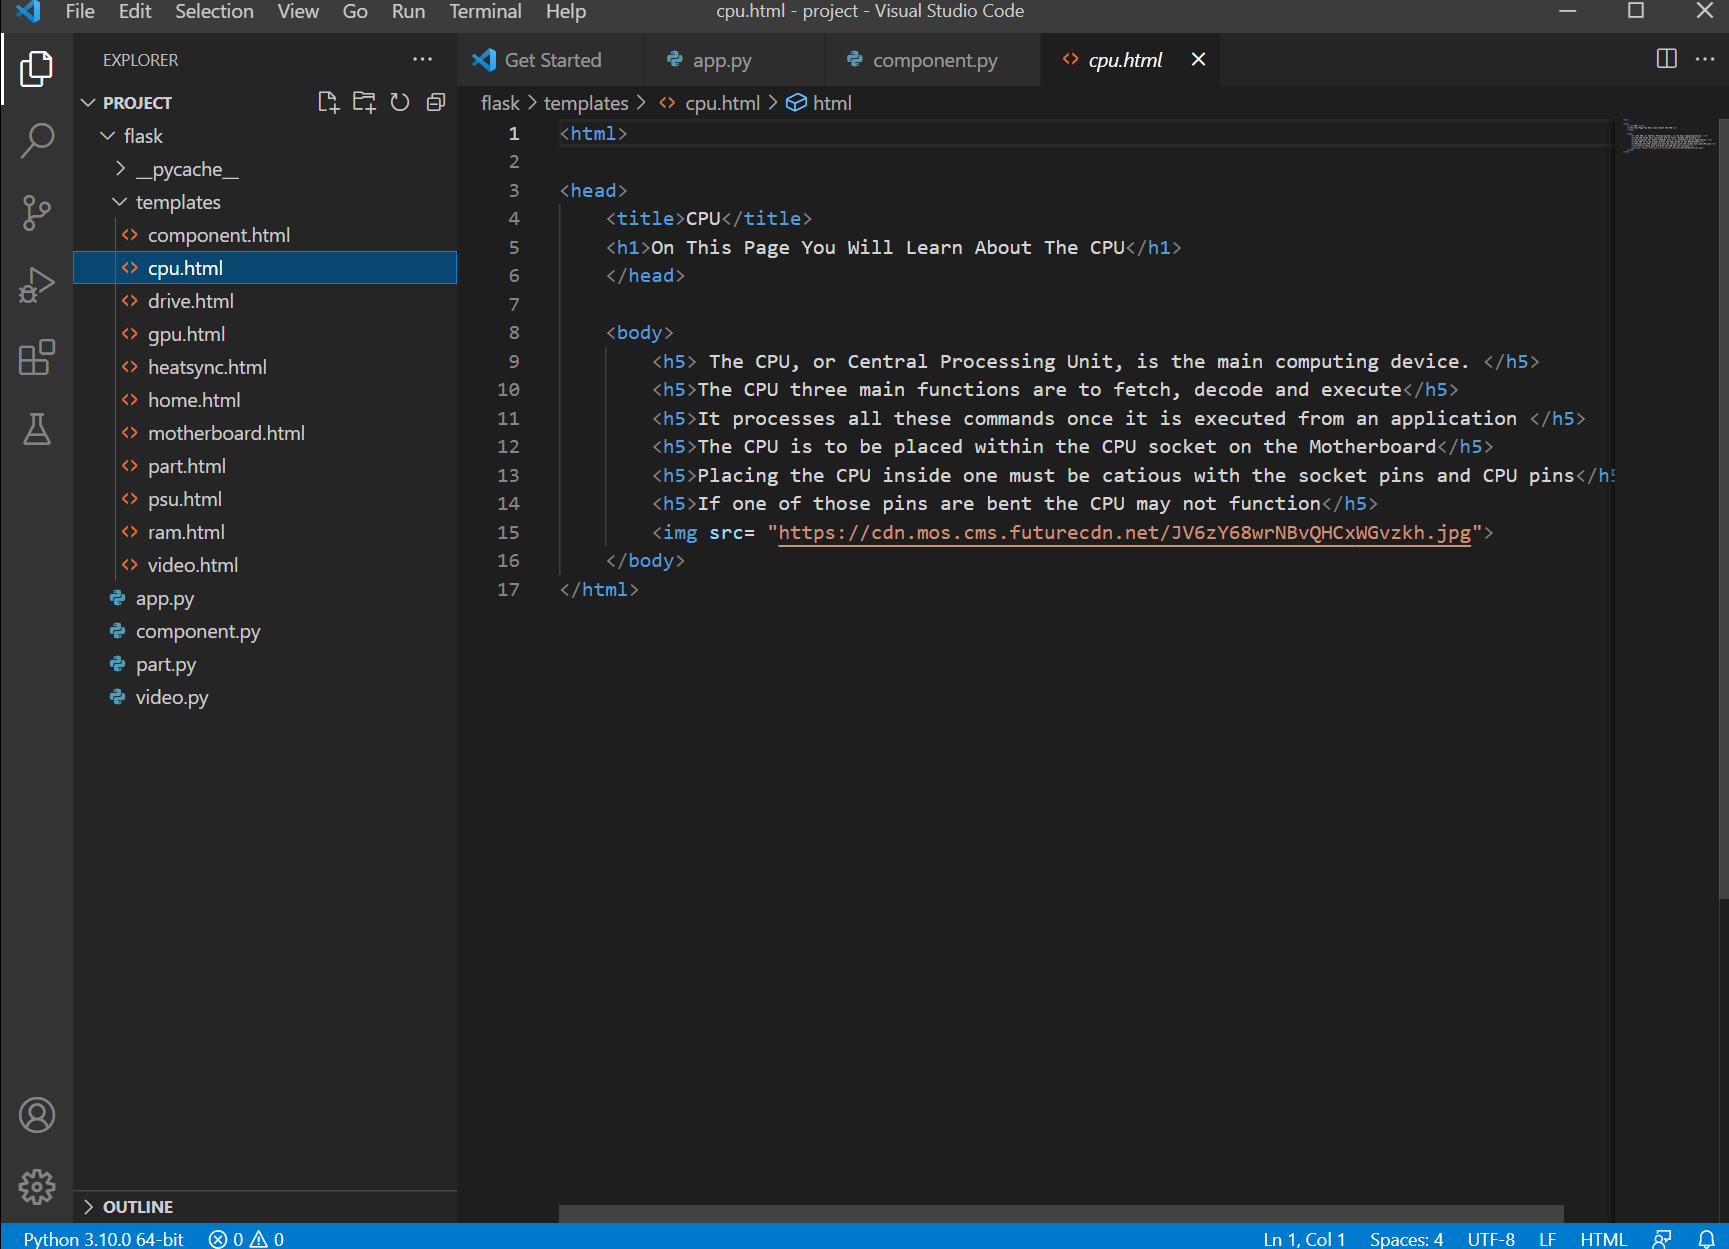 File Edit Selection View Go Run Terminal Help cpu.html - project - Visual Studio Code
EXPLORER
PROJECT
flask
__pycache__
templates
component.html
cpu.html
drive.html
gpu.html
heatsync.html
home.html
motherboard.html
part.html
psu.html
ram.html
video.html
app.py
component.py
part.py
video.py
OUTLINE
Get Started app.py component.py cpu.html
flask > templates > cpu.html > html
1 <html>
2
3 <head>
4 <title>CPU</title>
5 <h1>On This Page You Will Learn About The CPU</h1>
6 </head>
7
8 <body>
9 <h5> The CPU, or Central Processing Unit, is the main computing device. </h5>
10 <h5>The CPU three main functions are to fetch, decode and execute</h5>
11 <h5>It processes all these commands once it is executed from an application </h5>
12 <h5>The CPU is to be placed within the CPU socket on the Motherboard</h5>
13 <h5>Placing the CPU inside one must be catious with the socket pins and CPU pins</h5
14 <h5>If one of those pins are bent the CPU may not function</h5>
15 <img src= "https://cdn.mos.cms.futurecdn.net/JV6zY68wrNBvQHCxWGvzkh.jpg">
16 </body>
17 </html>
Python 3.10.0 64-bit 0 0 Ln 1, Col 1 Spaces: 4 UTF-8 LF HTML